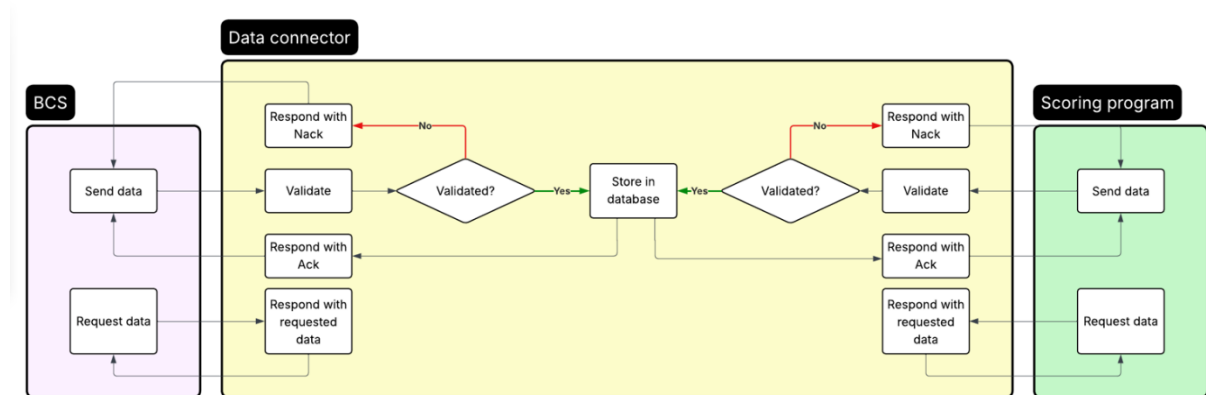 Data connector
BCS
Scoring program
Respond with
Nack
No
No
Respond with
Nack
Send data
Validate
Validated?
Yes
Store in
database
Yes
Validated?
Validate
Send data
Respond with
Ack
Respond with
Ack
Request data
Respond with
requested
data
Respond with
requested
data
Request data